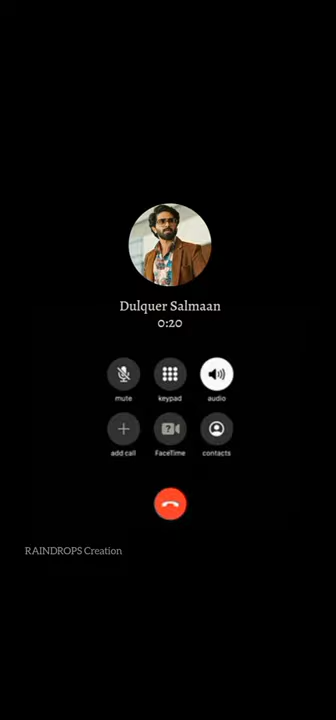 Dulquer Salmaan
0:20
mute keypad audio
add call FaceTime contacts
RAINDROPS Creation